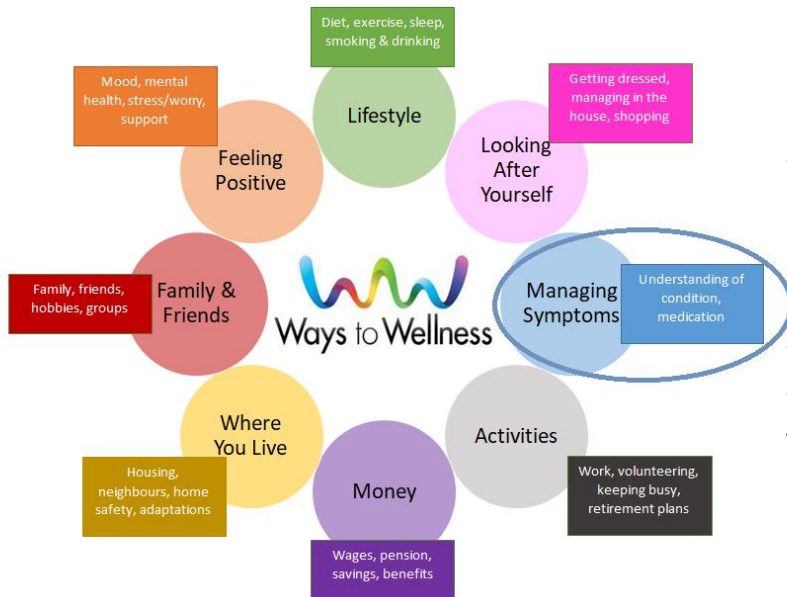 Diet, exercise, sleep,
smoking & drinking
Lifestyle
Mood, mental
health, stress/worry,
support
Feeling
Positive
Getting dressed,
managing in the
house, shopping
Looking
After
Yourself
Family, friends,
hobbies, groups
Family &
Friends
Ways to Wellness
Managing
Symptoms
Understanding of
condition,
medication
Where
You Live
Housing,
neighbours, home
safety, adaptations
Money
Wages, pension,
savings, benefits
Activities
Work, volunteering,
keeping busy,
retirement plans